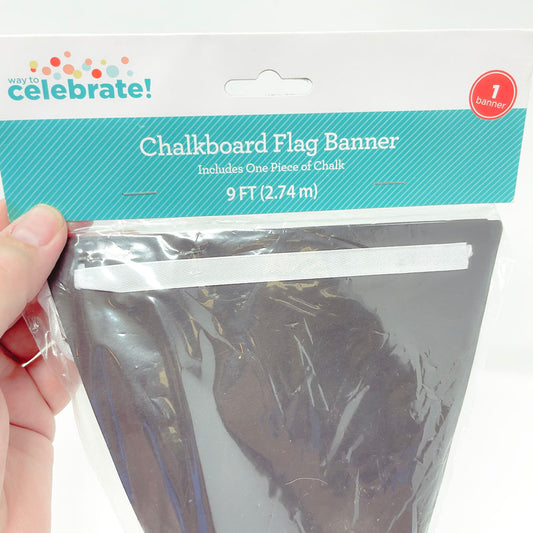 way to
celebrate!
1
banner
Chalkboard Flag Banner
Includes One Piece of Chalk
9 FT (2.74 m)